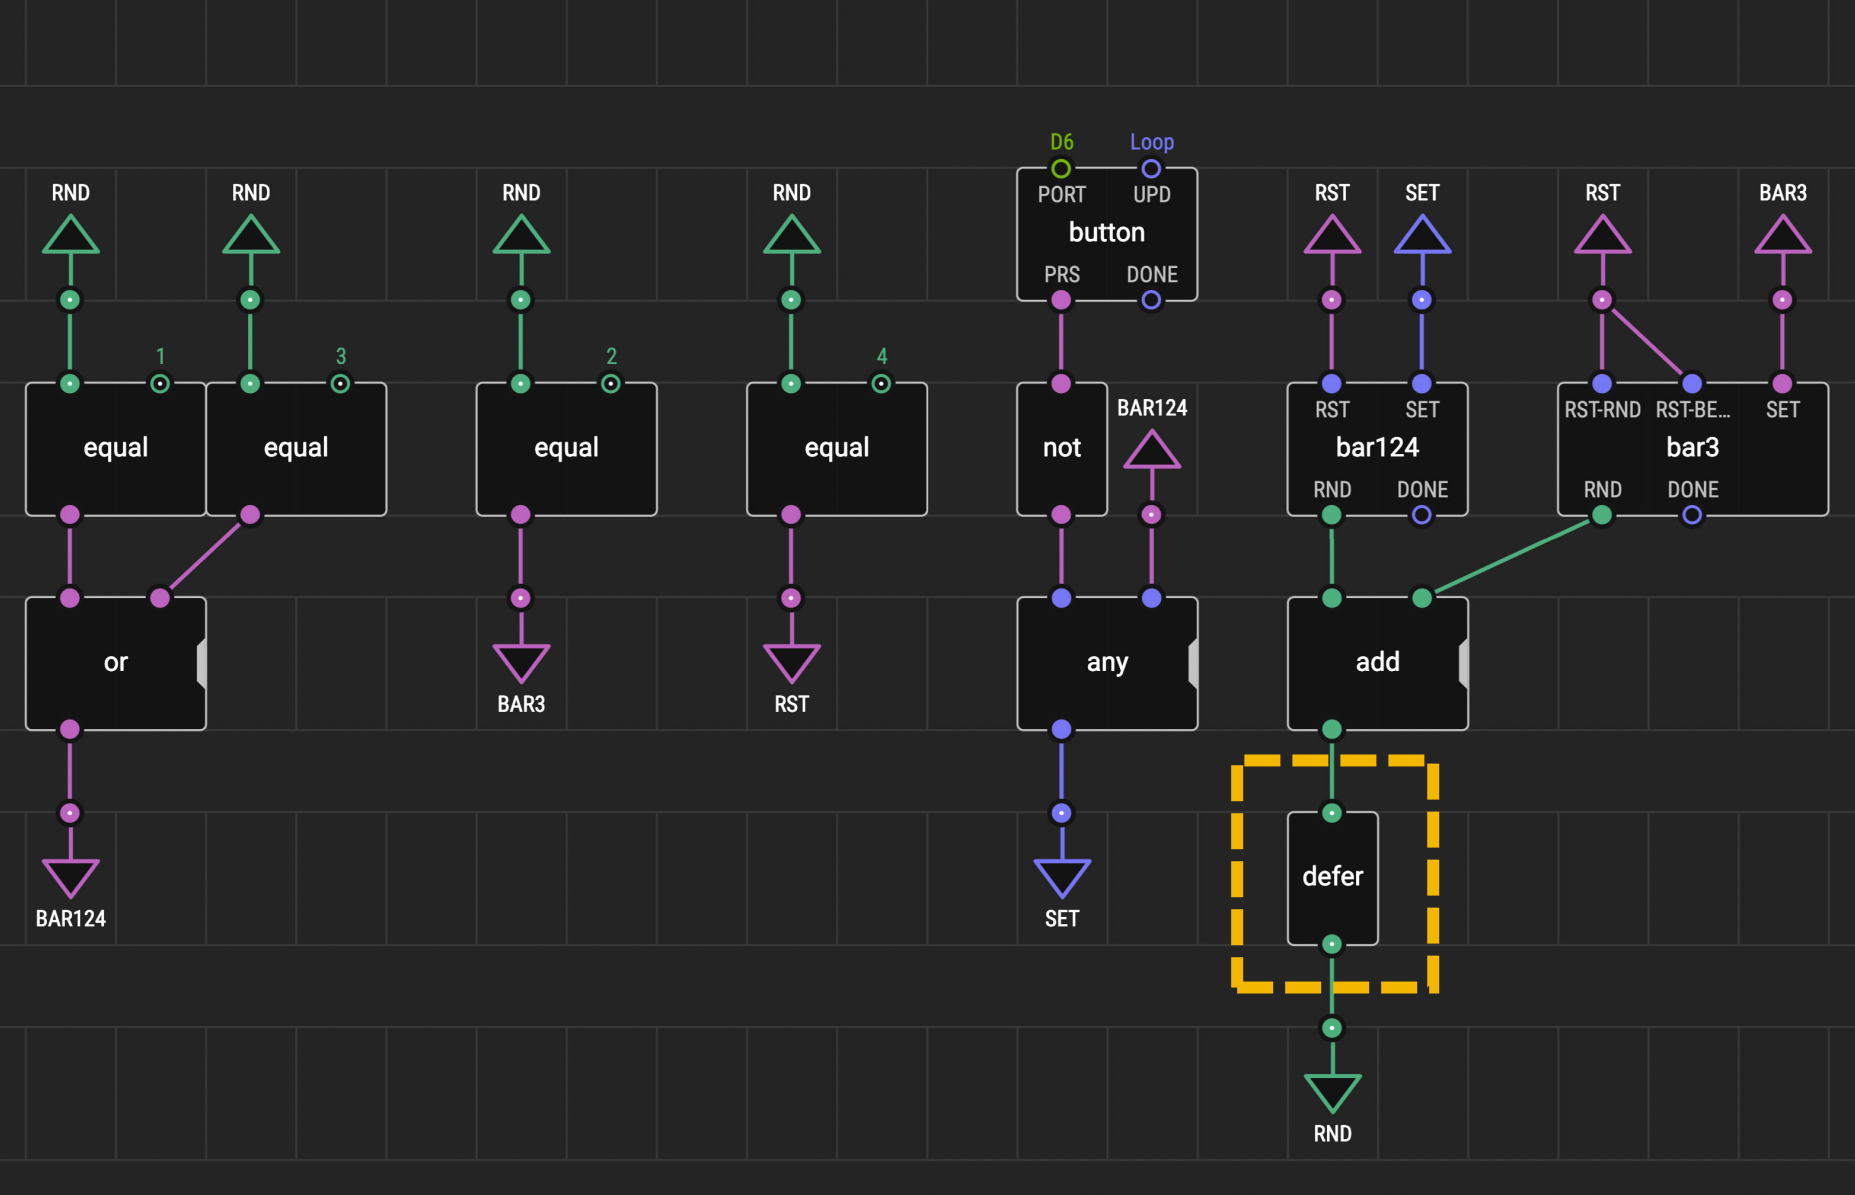 D6 Loop
RND RND RND RND PORT UPD RST SET RST BAR3
button
PRS DONE
1 3 2 4
BAR124 RST SET RST-RND RST-BE... SET
equal equal equal equal not bar124 bar3
RND DONE RND DONE
or any add
BAR3 RST
defer
BAR124 SET
RND